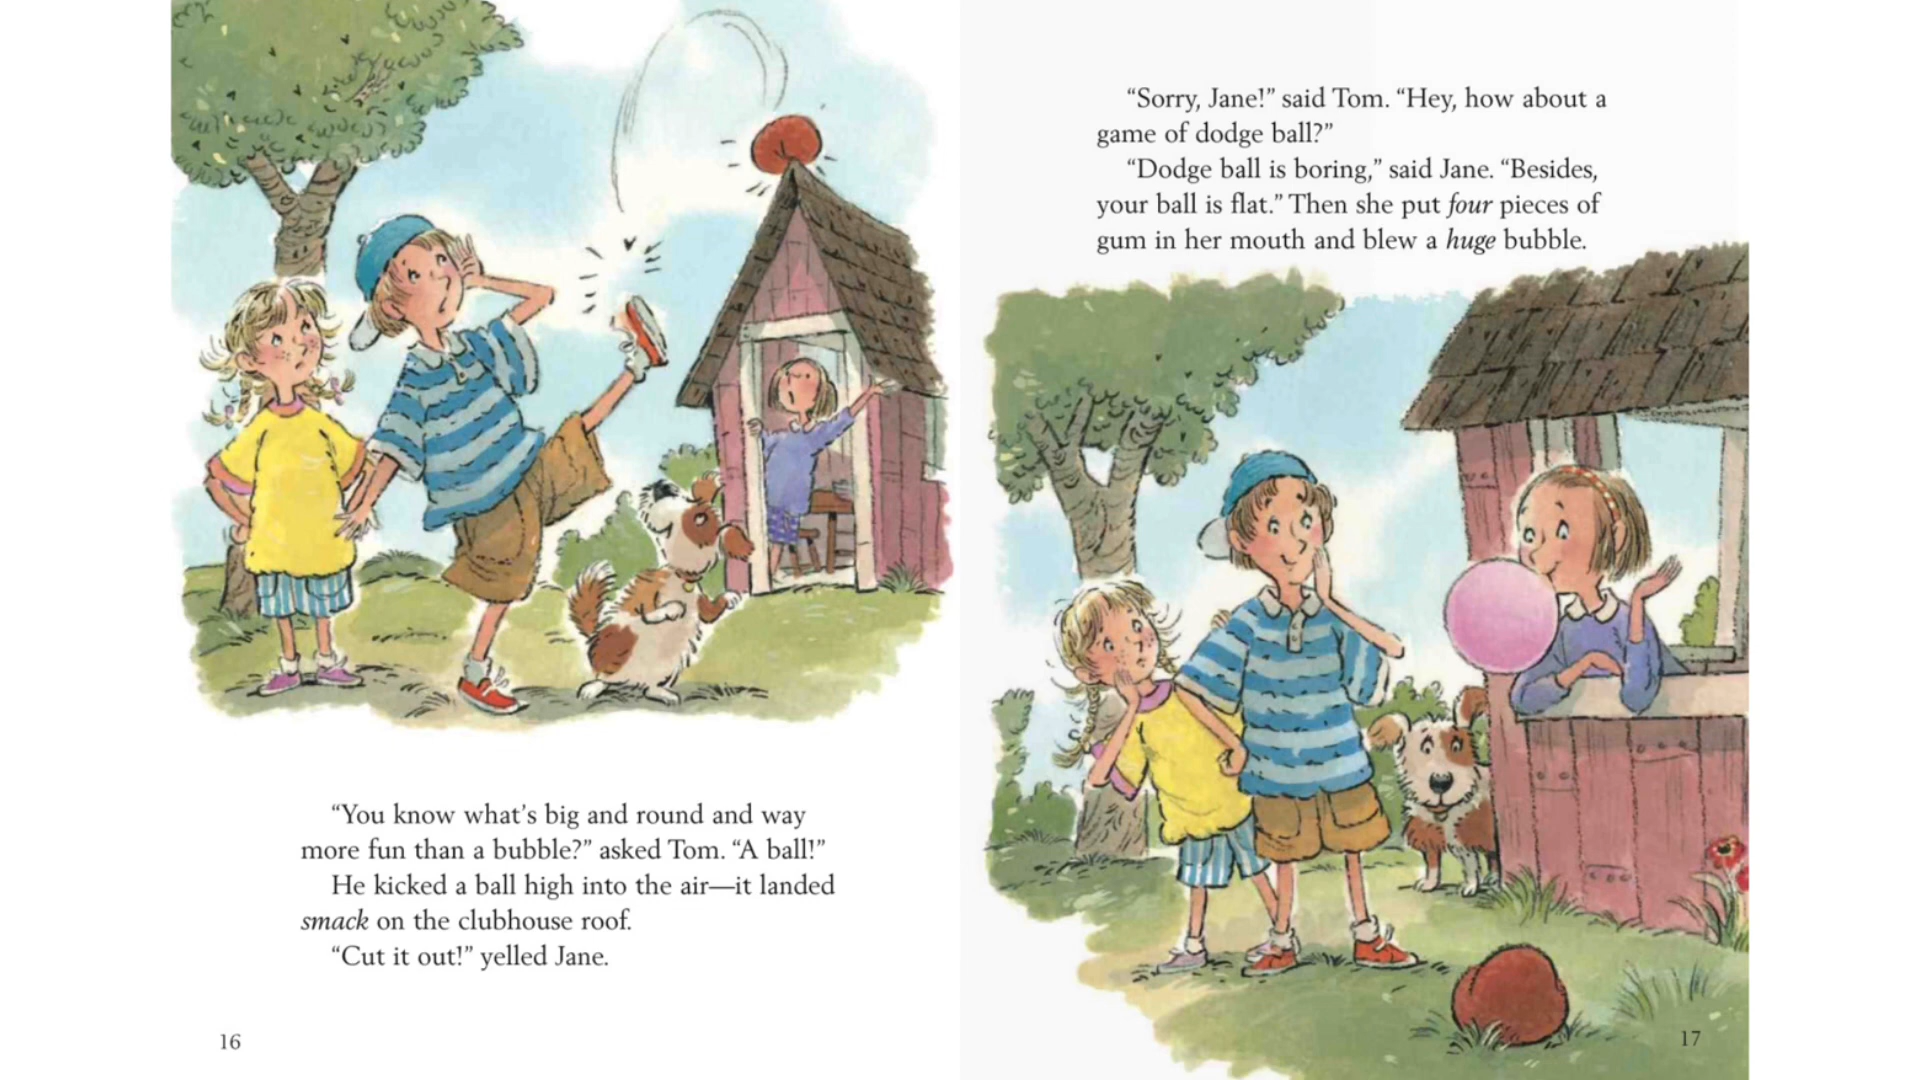 “You know what’s big and round and way
more fun than a bubble?” asked Tom. “A ball!”
He kicked a ball high into the air—it landed
smack on the clubhouse roof.
“Cut it out!” yelled Jane.
16
“Sorry, Jane!” said Tom. “Hey, how about a
game of dodge ball?”
“Dodge ball is boring,” said Jane. “Besides,
your ball is flat.” Then she put four pieces of
gum in her mouth and blew a huge bubble.
17